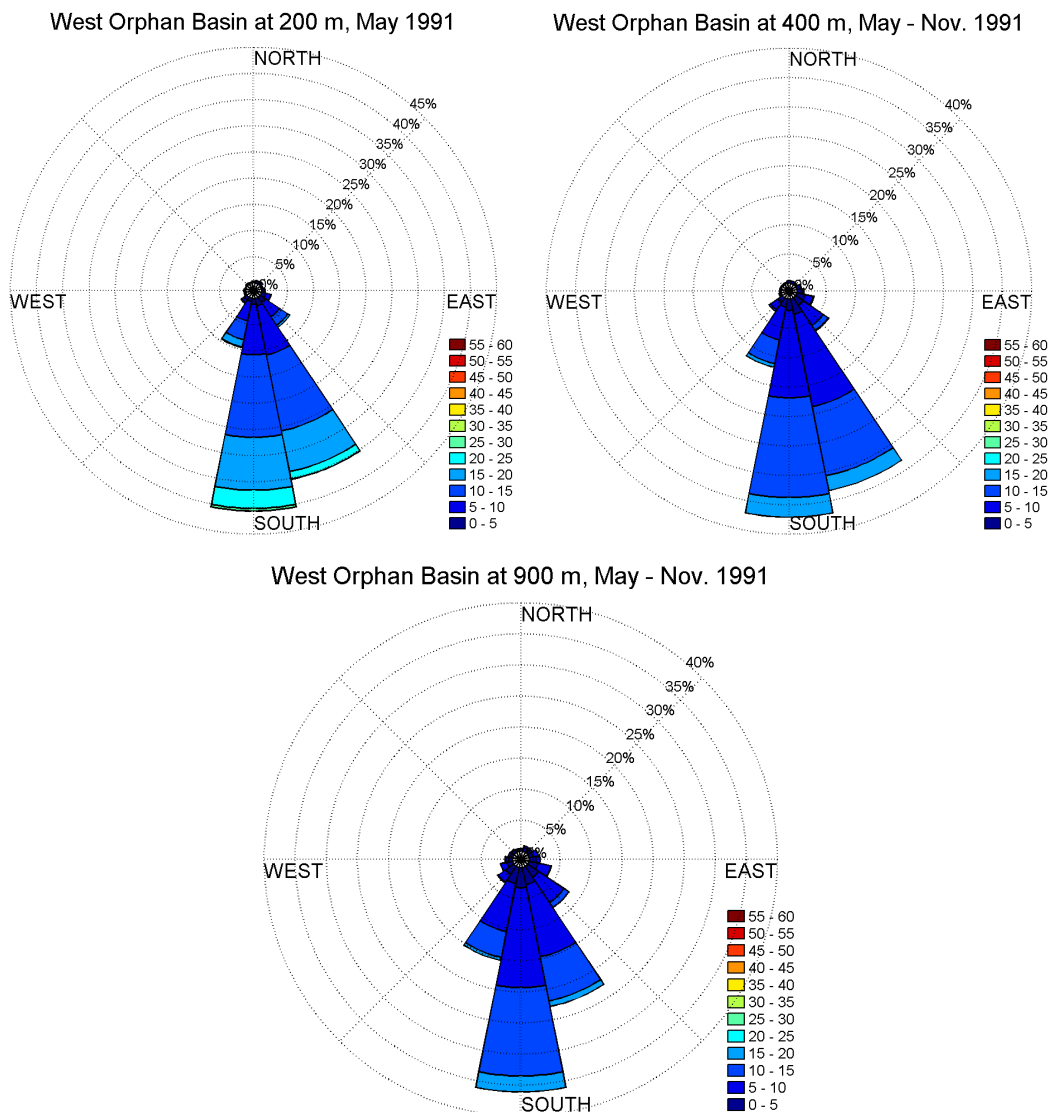 West Orphan Basin at 200 m, May 1991
NORTH
45%
40%
35%
30%
25%
20%
15%
10%
5%
WEST
EAST
55 - 60
50 - 55
45 - 50
40 - 45
35 - 40
30 - 35
25 - 30
20 - 25
15 - 20
10 - 15
5 - 10
0 - 5
SOUTH
West Orphan Basin at 400 m, May - Nov. 1991
NORTH
40%
35%
30%
25%
20%
15%
10%
5%
WEST
EAST
55 - 60
50 - 55
45 - 50
40 - 45
35 - 40
30 - 35
25 - 30
20 - 25
15 - 20
10 - 15
5 - 10
0 - 5
SOUTH
West Orphan Basin at 900 m, May - Nov. 1991
NORTH
40%
35%
30%
25%
20%
15%
10%
5%
WEST
EAST
55 - 60
50 - 55
45 - 50
40 - 45
35 - 40
30 - 35
25 - 30
20 - 25
15 - 20
10 - 15
5 - 10
0 - 5
SOUTH